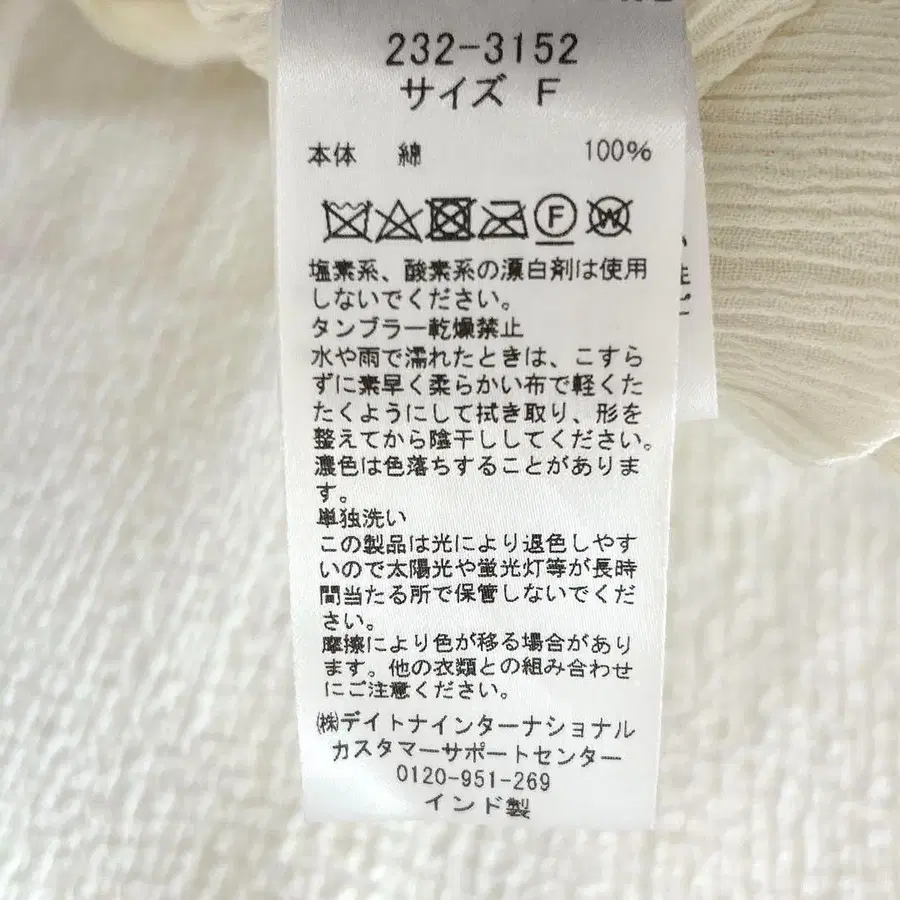 232-3152
サイズ F
本体 綿 100%
F W
塩素系、酸素系の漂白剤は使用
しないでください。
タンブラー乾燥禁止
水や雨で濡れたときは、こすら
ずに素早く柔らかい布で軽くた
たくようにして拭き取り、形を
整えてから陰干ししてください。
濃色は色落ちすることがありま
す。
単独洗い
この製品は光により退色しやす
いので太陽光や蛍光灯等が長時
間当たる所で保管しないでくだ
さい。
摩擦により色が移る場合があり
ます。他の衣類との組み合わせ
にご注意ください。
㈱デイトナインターナショナル
カスタマーサポートセンター
0120-951-269
インド製